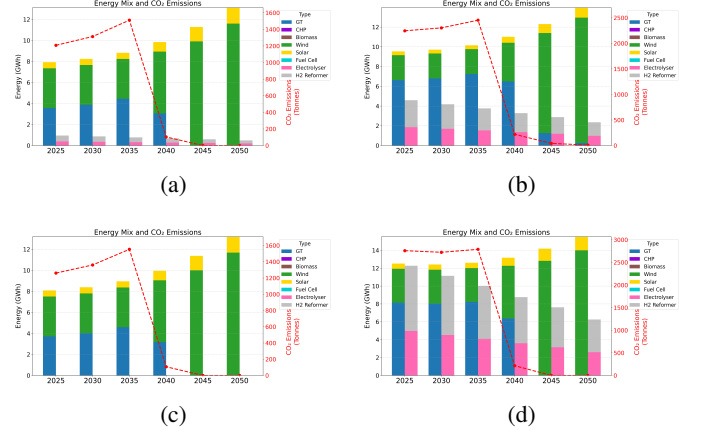 Energy Mix and CO₂ Emissions
Energy (GWh)
12
10
8
6
4
2
0
2025 2030 2035 2040 2045 2050
1600
1400
1200
1000
800
600
400
200
0
CO₂ Emissions
(Tonnes)
Type
GT
CHP
Biomass
Wind
Solar
Fuel Cell
Electrolyser
H2 Reformer
(a)
Energy Mix and CO₂ Emissions
Energy (GWh)
12
10
8
6
4
2
0
2025 2030 2035 2040 2045 2050
2500
2000
1500
1000
500
0
CO₂ Emissions
(Tonnes)
Type
GT
CHP
Biomass
Wind
Solar
Fuel Cell
Electrolyser
H2 Reformer
(b)
Energy Mix and CO₂ Emissions
Energy (GWh)
12
10
8
6
4
2
0
2025 2030 2035 2040 2045 2050
1600
1400
1200
1000
800
600
400
200
0
CO₂ Emissions
(Tonnes)
Type
GT
CHP
Biomass
Wind
Solar
Fuel Cell
Electrolyser
H2 Reformer
(c)
Energy Mix and CO₂ Emissions
Energy (GWh)
14
12
10
8
6
4
2
0
2025 2030 2035 2040 2045 2050
3000
2500
2000
1500
1000
500
0
CO₂ Emissions
(Tonnes)
Type
GT
CHP
Biomass
Wind
Solar
Fuel Cell
Electrolyser
H2 Reformer
(d)